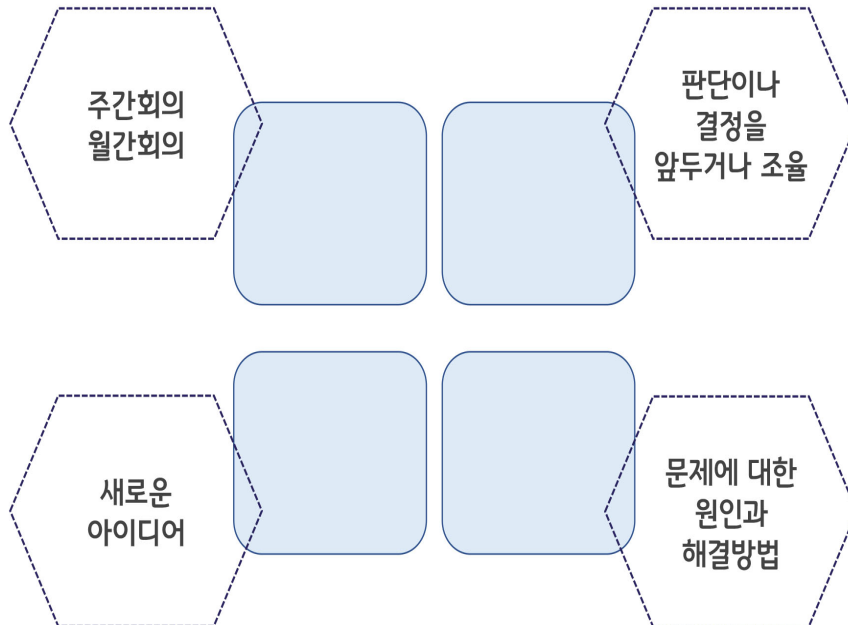 주간회의
월간회의
판단이나
결정을
앞두거나 조율
새로운
아이디어
문제에 대한
원인과
해결방법